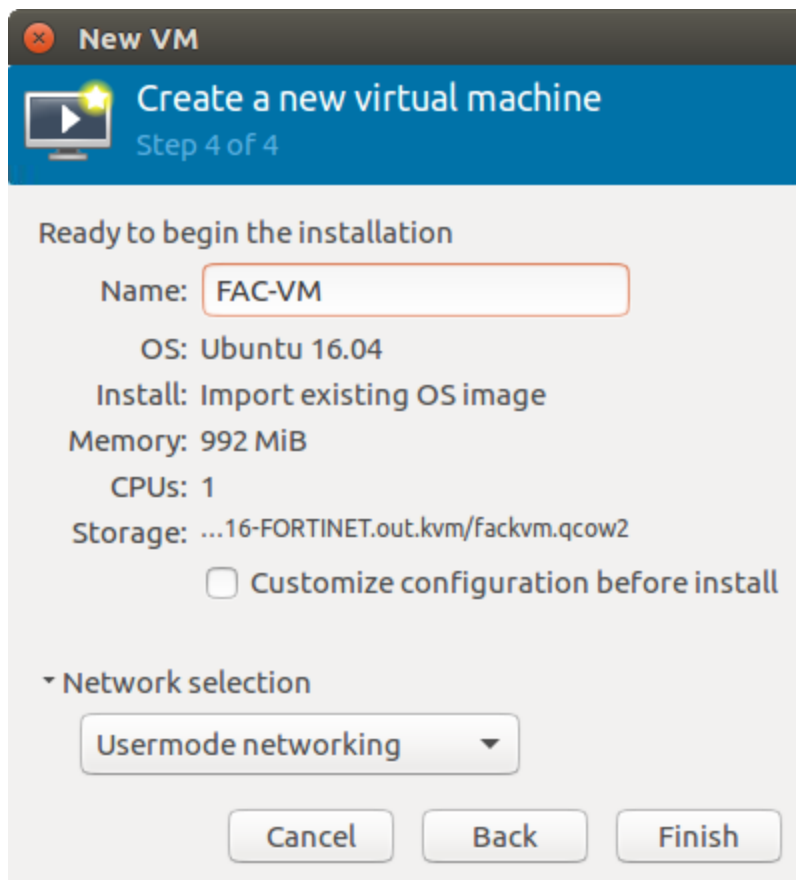 New VM
Create a new virtual machine
Step 4 of 4
Ready to begin the installation
Name: FAC-VM
OS: Ubuntu 16.04
Install: Import existing OS image
Memory: 992 MiB
CPUs: 1
Storage: ...16-FORTINET.out.kvm/fackvm.qcow2
Customize configuration before install
Network selection
Usermode networking
Cancel Back Finish